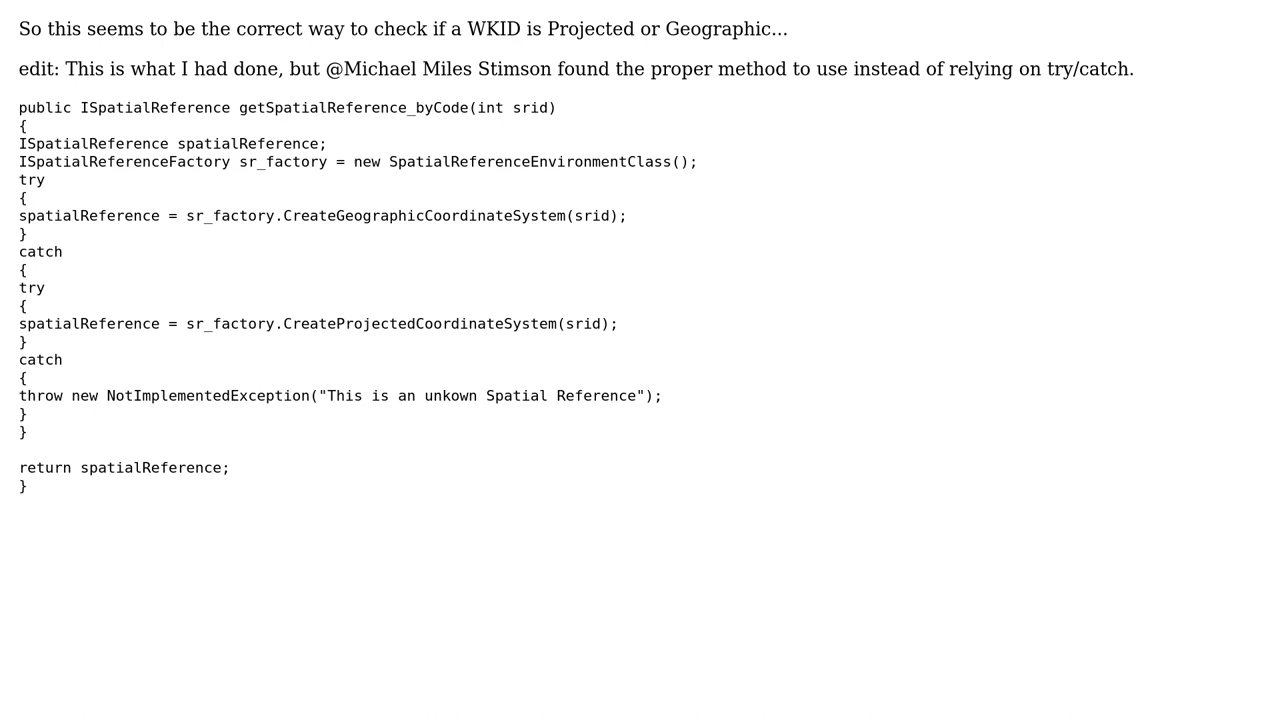 So this seems to be the correct way to check if a WKID is Projected or Geographic...
edit: This is what I had done, but @Michael Miles Stimson found the proper method to use instead of relying on try/catch.
public ISpatialReference getSpatialReference_byCode(int srid)
{
ISpatialReference spatialReference;
ISpatialReferenceFactory sr_factory = new SpatialReferenceEnvironmentClass();
try
{
spatialReference = sr_factory.CreateGeographicCoordinateSystem(srid);
}
catch
{
try
{
spatialReference = sr_factory.CreateProjectedCoordinateSystem(srid);
}
catch
{
throw new NotImplementedException("This is an unkown Spatial Reference");
}
}
return spatialReference;
}